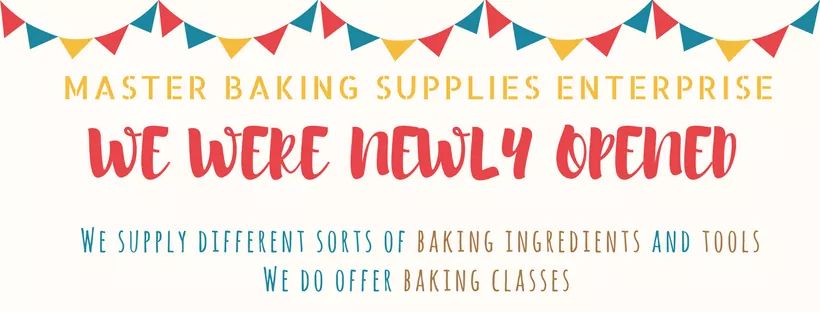 MASTER BAKING SUPPLIES ENTERPRISE
WE WERE NEWLY OPENED
WE SUPPLY DIFFERENT SORTS OF BAKING INGREDIENTS AND TOOLS
WE DO OFFER BAKING CLASSES